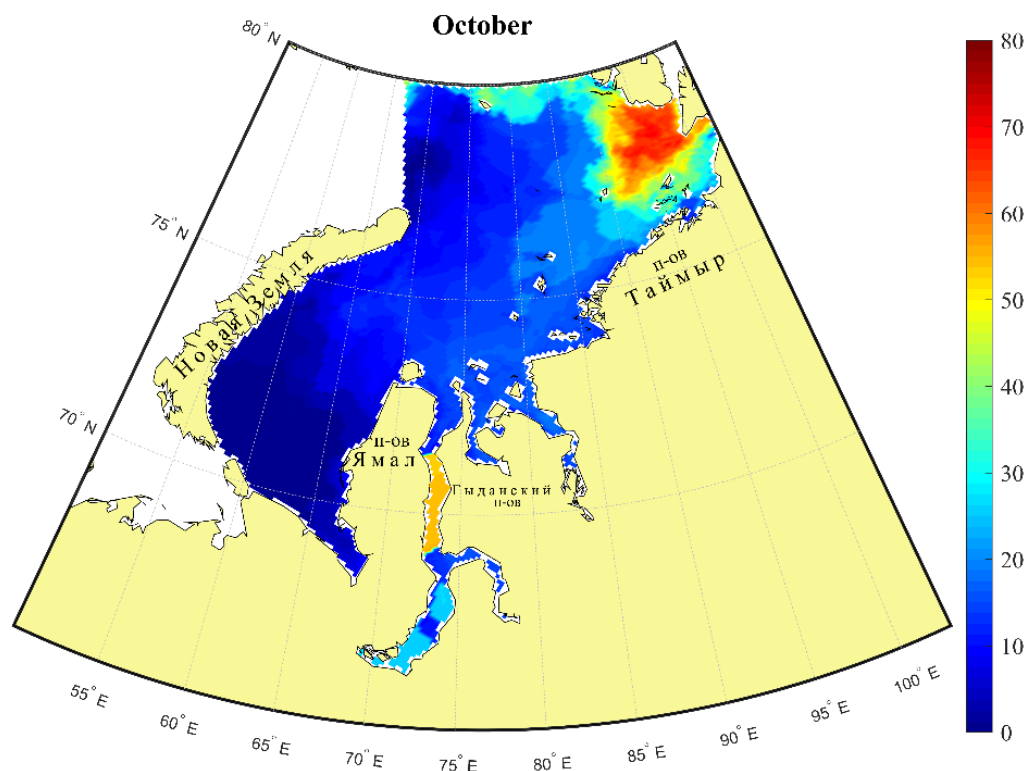 October
80° N
75° N
70° N
Новая Земля
п-ов
Таймыр
п-ов
Ямал
Гыданский
п-ов
55° E
60° E
65° E
70° E
75° E
80° E
85° E
90° E
95° E
100° E
80
70
60
50
40
30
20
10
0